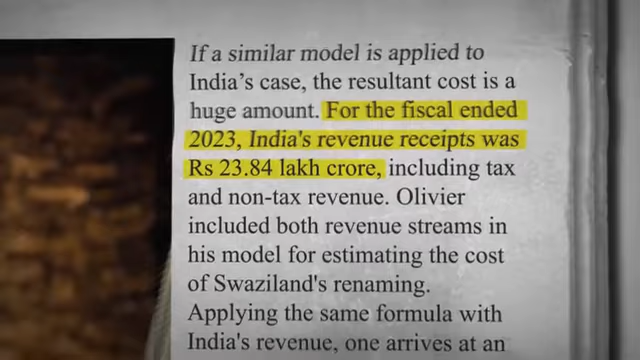 If a similar model is applied to
India's case, the resultant cost is a
huge amount. For the fiscal ended
2023, India's revenue receipts was
Rs 23.84 lakh crore, including tax
and non-tax revenue. Olivier
included both revenue streams in
his model for estimating the cost
of Swaziland's renaming.
Applying the same formula with
India's revenue, one arrives at an